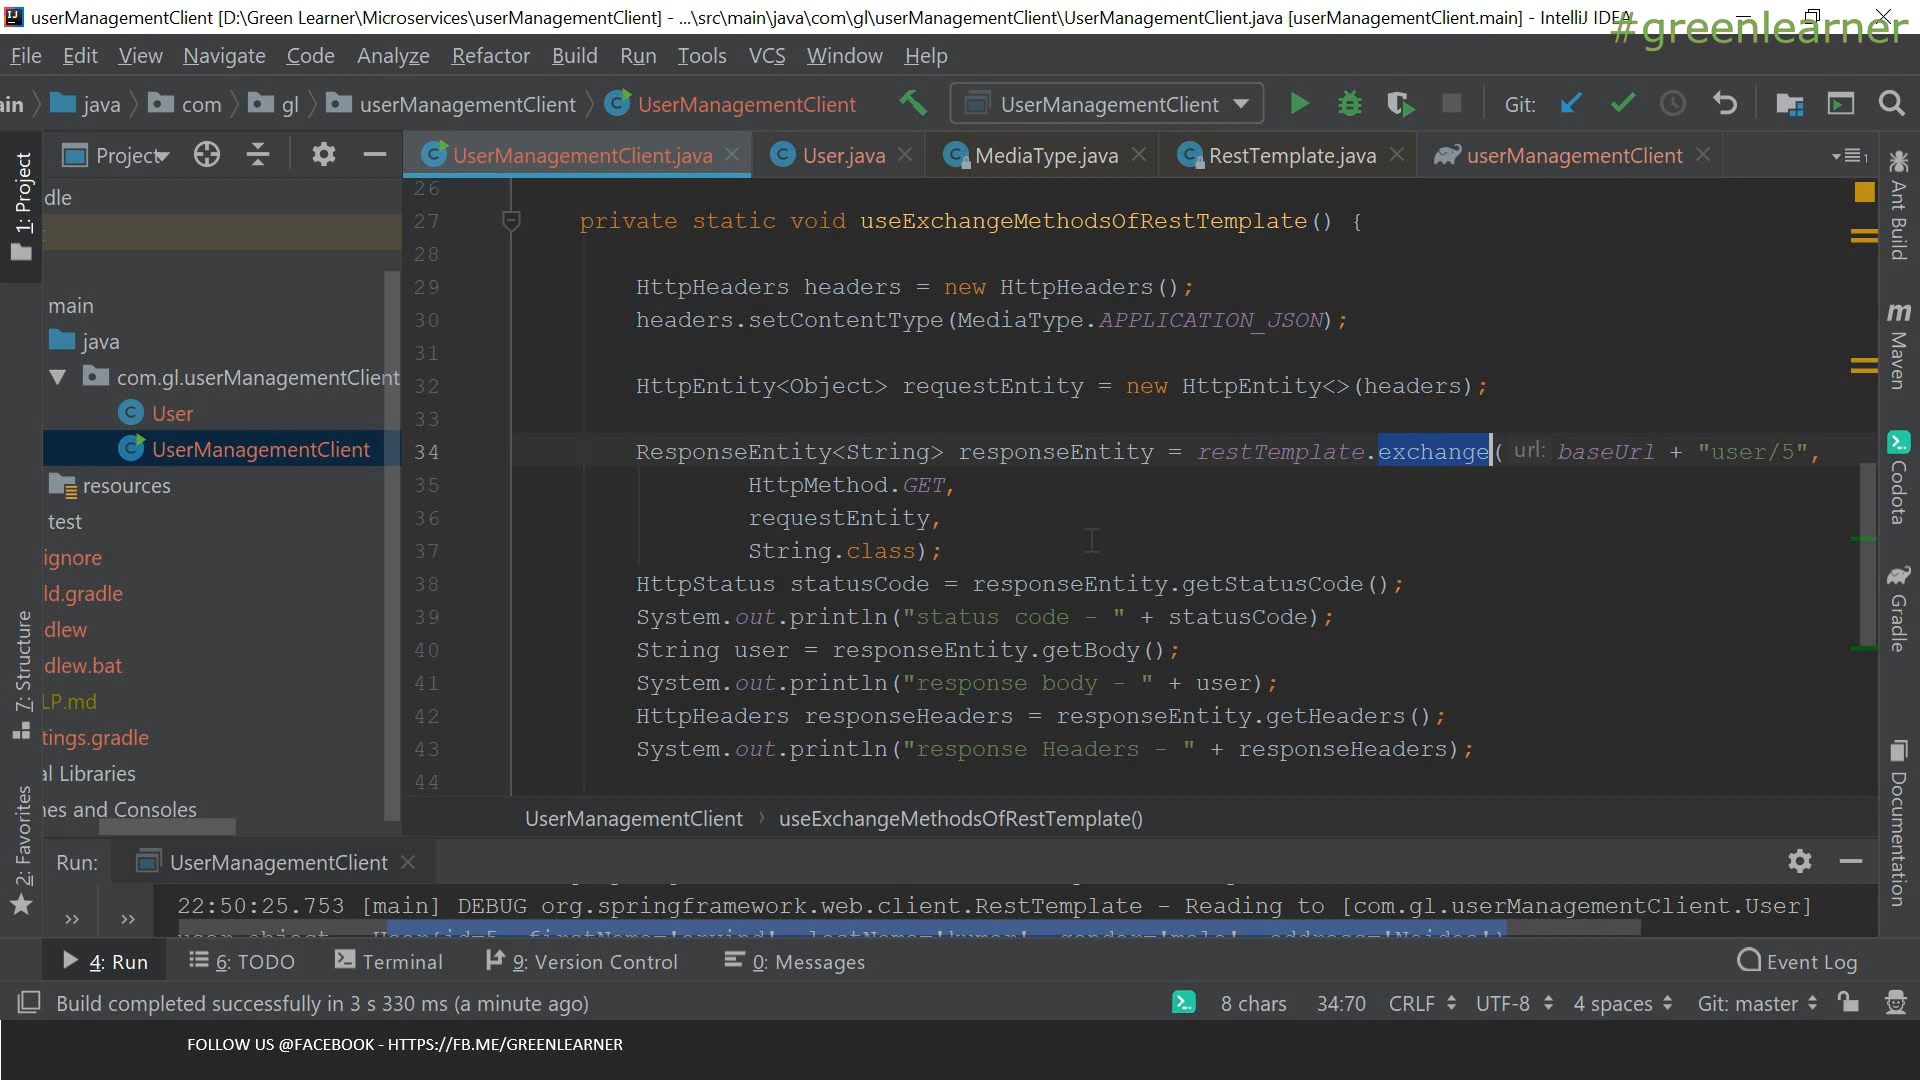 userManagementClient [D:\Green Learner\Microservices\userManagementClient] - ...\src\main\java\com\gl\userManagementClient\UserManagementClient.java [userManagementClient.main] - IntelliJ IDEA
#greenlearner
File Edit View Navigate Code Analyze Refactor Build Run Tools VCS Window Help
ain java com gl userManagementClient UserManagementClient UserManagementClient Git:
1: Project
Project
UserManagementClient.java User.java MediaType.java RestTemplate.java userManagementClient
dle
main
java
com.gl.userManagementClient
User
UserManagementClient
resources
test
ignore
ld.gradle
dlew
dlew.bat
LP.md
tings.gradle
al Libraries
hes and Consoles
26
27 private static void useExchangeMethodsOfRestTemplate() {
28
29 HttpHeaders headers = new HttpHeaders();
30 headers.setContentType(MediaType.APPLICATION_JSON);
31
32 HttpEntity<Object> requestEntity = new HttpEntity<>(headers);
33
34 ResponseEntity<String> responseEntity = restTemplate.exchange( url: baseUrl + "user/5",
35 HttpMethod.GET,
36 requestEntity,
37 String.class);
38 HttpStatus statusCode = responseEntity.getStatusCode();
39 System.out.println("status code - " + statusCode);
40 String user = responseEntity.getBody();
41 System.out.println("response body - " + user);
42 HttpHeaders responseHeaders = responseEntity.getHeaders();
43 System.out.println("response Headers - " + responseHeaders);
44
UserManagementClient › useExchangeMethodsOfRestTemplate()
Ant Build
Maven
Codota
Gradle
Documentation
7: Structure
2: Favorites
Run: UserManagementClient
22:50:25.753 [main] DEBUG org.springframework.web.client.RestTemplate - Reading to [com.gl.userManagementClient.User]
4: Run 6: TODO Terminal 9: Version Control 0: Messages Event Log
Build completed successfully in 3 s 330 ms (a minute ago) 8 chars 34:70 CRLF UTF-8 4 spaces Git: master
FOLLOW US @FACEBOOK - HTTPS://FB.ME/GREENLEARNER